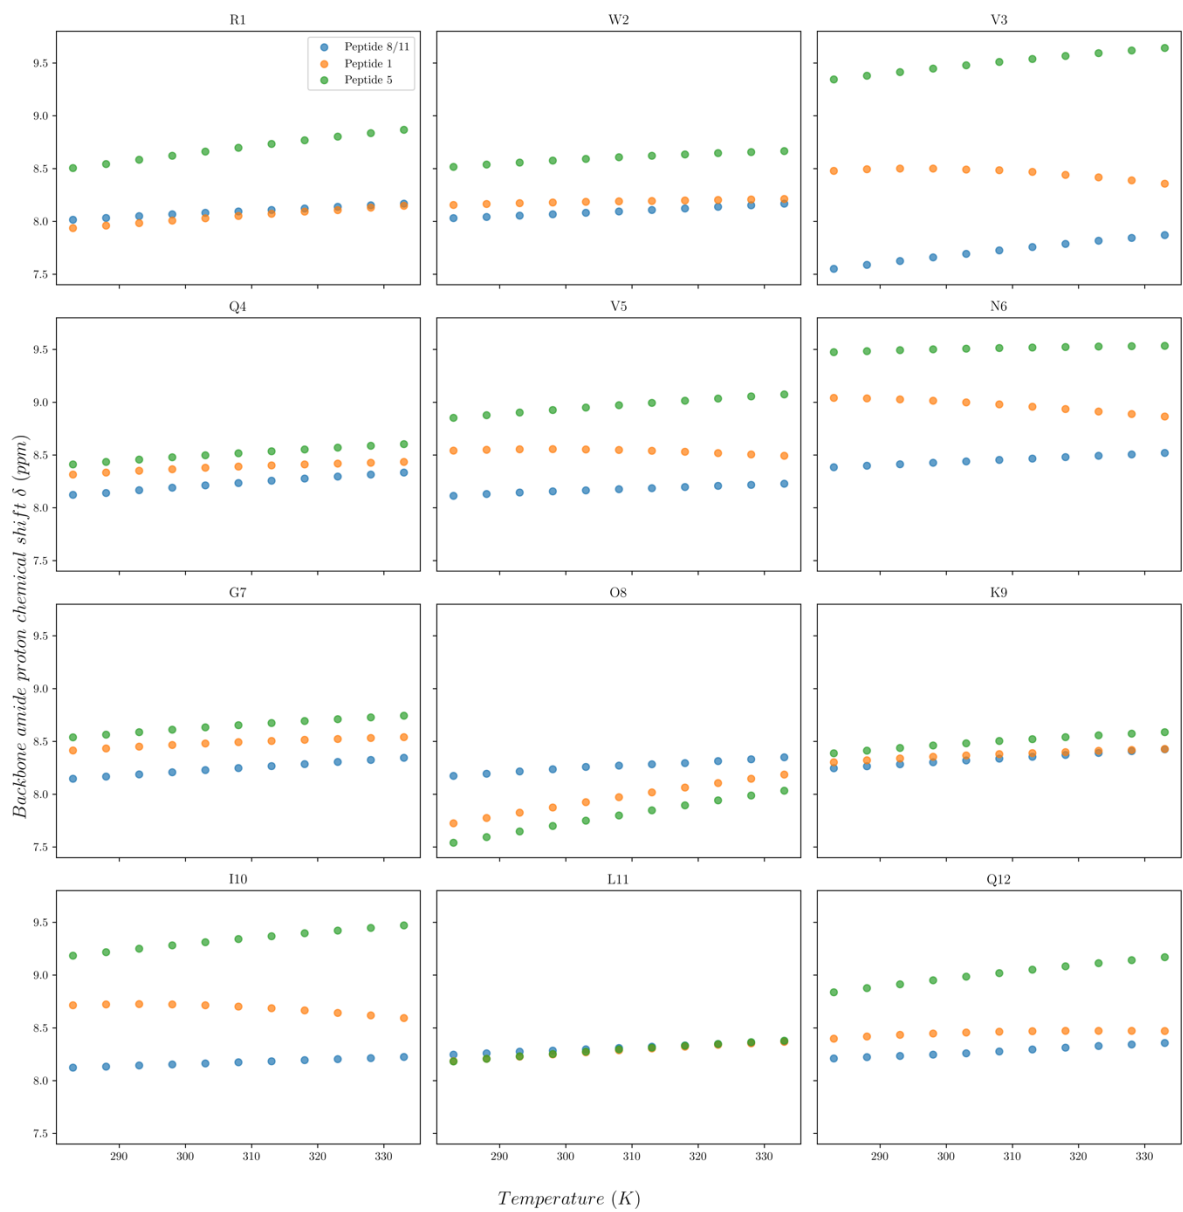 R1
W2
V3
Peptide 8/11
Peptide 1
Peptide 5
9.5
9.0
8.5
8.0
7.5
Q4
V5
N6
9.5
9.0
8.5
8.0
7.5
G7
O8
K9
9.5
9.0
8.5
8.0
7.5
I10
L11
Q12
9.5
9.0
8.5
8.0
7.5
290 300 310 320 330
290 300 310 320 330
290 300 310 320 330
Backbone amide proton chemical shift δ (ppm)
Temperature (K)